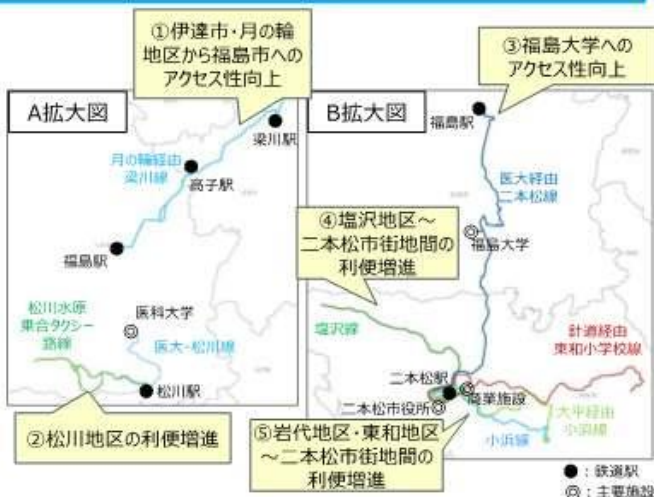 ①伊達市・月の輪
地区から福島市への
アクセス性向上
③福島大学への
アクセス性向上
A拡大図
梁川駅
月の輪経由
梁川線
高子駅
福島駅
松川水原
乗合タクシー
路線
医科大学
医大・松川線
松川駅
②松川地区の利便増進
B拡大図
福島駅
医大経由
二本松線
④塩沢地区～
二本松市街地間の
利便増進
福島大学
塩沢線
針道経由
東和小学校線
二本松駅
商業施設
二本松市役所
大平経由
小浜線
小浜線
⑤岩代地区・東和地区
～二本松市街地間の
利便増進
●：鉄道駅
◎：主要施設